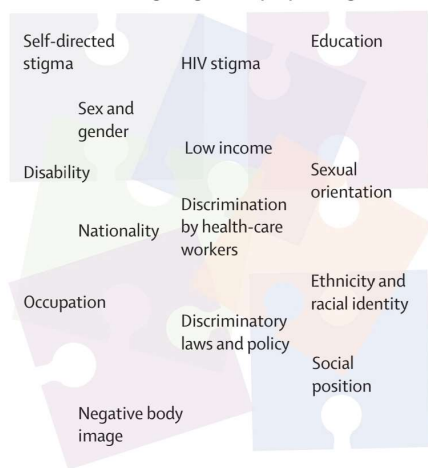 Self-directed
stigma
HIV stigma
Education
Sex and
gender
Low income
Disability
Sexual
orientation
Nationality
Discrimination
by health-care
workers
Ethnicity and
racial identity
Occupation
Discriminatory
laws and policy
Social
position
Negative body
image